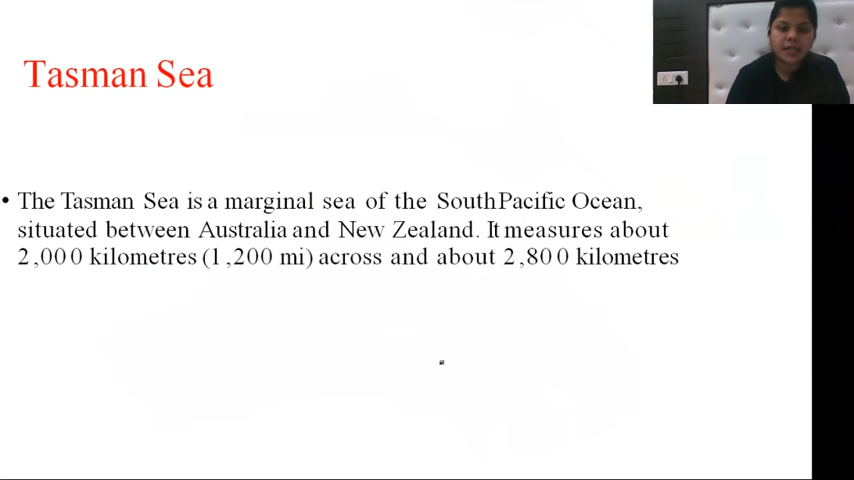 Tasman Sea
• The Tasman Sea is a marginal sea of the South Pacific Ocean,
situated between Australia and New Zealand. It measures about
2,000 kilometres (1,200 mi) across and about 2,800 kilometres